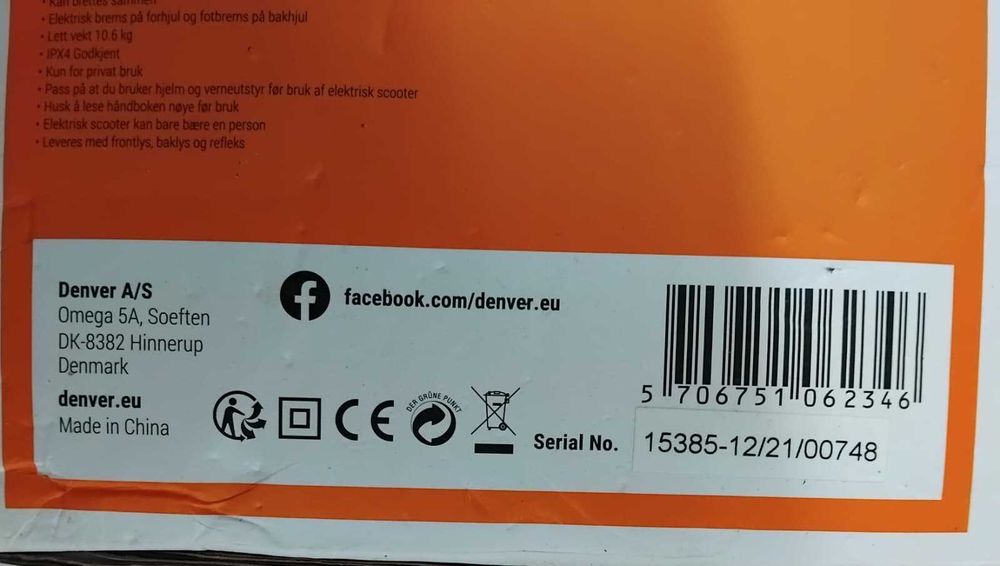 • Kan brettes sammen
• Elektrisk brems på forhjul og fotbrems på bakhjul
• Lett vekt 10.6 kg
• IPX4 Godkjent
• Kun for privat bruk
• Pass på at du bruker hjelm og verneutstyr før bruk af elektrisk scooter
• Husk å lese håndboken nøye før bruk
• Elektrisk scooter kan bare bære en person
• Leveres med frontlys, baklys og refleks
Denver A/S
Omega 5A, Soeften
DK-8382 Hinnerup
Denmark
denver.eu
Made in China
facebook.com/denver.eu
CE
DER GRÜNE PUNKT
Serial No.
5 706751 062346
15385-12/21/00748